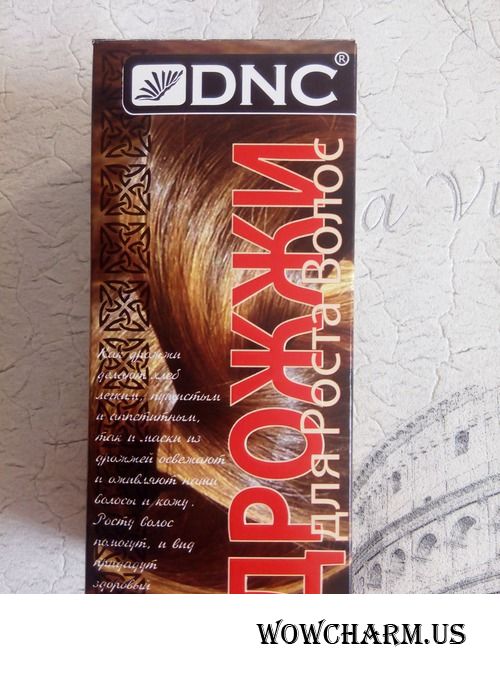 DNC®
ДРОЖЖИ
для Роста Волос
Как дрожжи
делают хлеб
легким, пушистым
и аппетитным,
так и маски из
дрожжей освежают
и оживляют наши
волосы и кожу.
Росту волос
помогут, и вид
придадут
здоровый
a vi
WOWCHARM.US